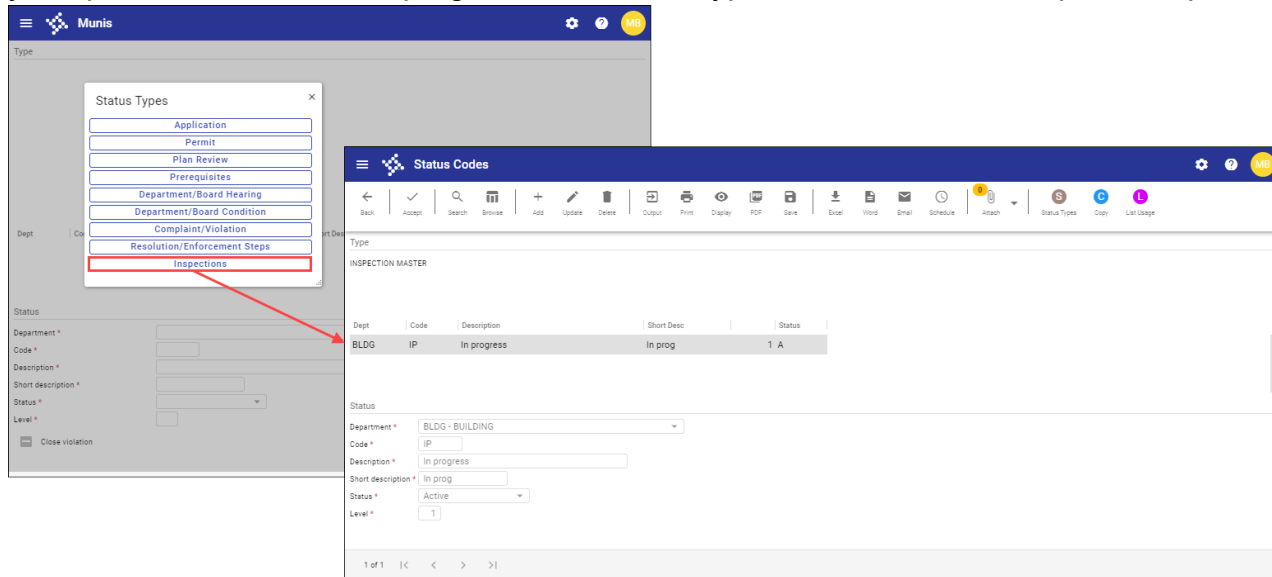 Munis
MB
Type
Status Types ×
Application
Permit
Plan Review
Prerequisites
Department/Board Hearing
Department/Board Condition
Complaint/Violation
Resolution/Enforcement Steps
Inspections
Dept
Status
Department *
Code *
Description *
Short description *
Status *
Level *
Close violation
Status Codes
MB
Back Accept Search Browse Add Update Delete Output Print Display PDF Save Excel Word Email Schedule 0 Attach S Status Types C Copy L List Usage
Type
INSPECTION MASTER
Dept Code Description Short Desc Status
BLDG IP In progress In prog 1 A
Status
Department * BLDG - BUILDING
Code * IP
Description * In progress
Short description * In prog
Status * Active
Level * 1
1 of 1 |< < > >|